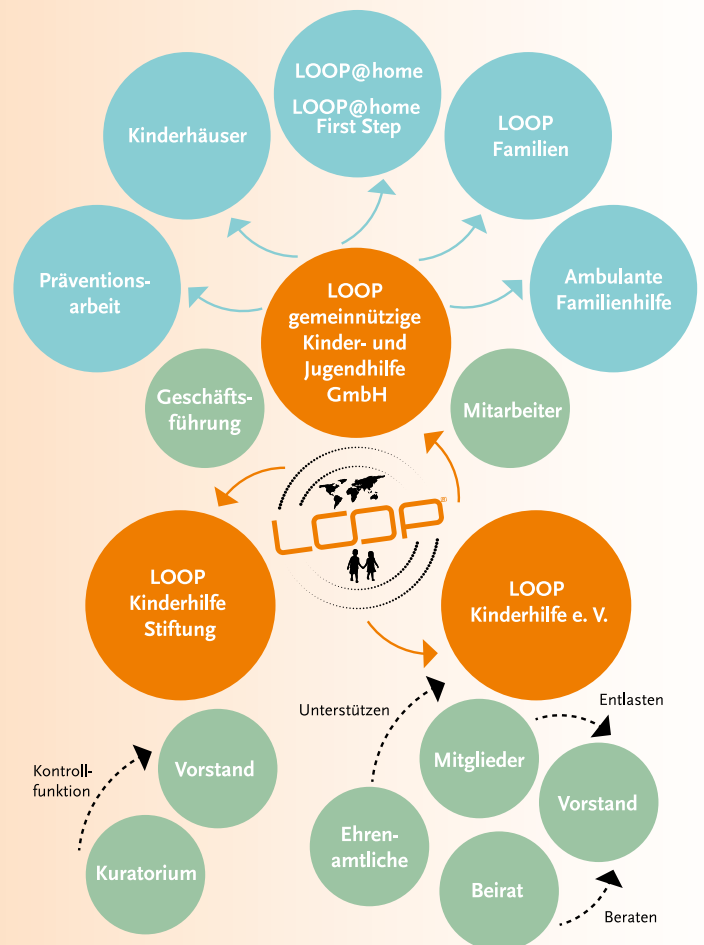 LOOP@home
LOOP@home
First Step
Kinderhäuser
LOOP
Familien
Präventions-
arbeit
Ambulante
Familienhilfe
LOOP
gemeinnützige
Kinder- und
Jugendhilfe
GmbH
Geschäfts-
führung
Mitarbeiter
LOOP®
LOOP
Kinderhilfe
Stiftung
LOOP
Kinderhilfe e. V.
Unterstützen
Entlasten
Kontroll-
funktion
Vorstand
Mitglieder
Vorstand
Ehren-
amtliche
Kuratorium
Beirat
Beraten